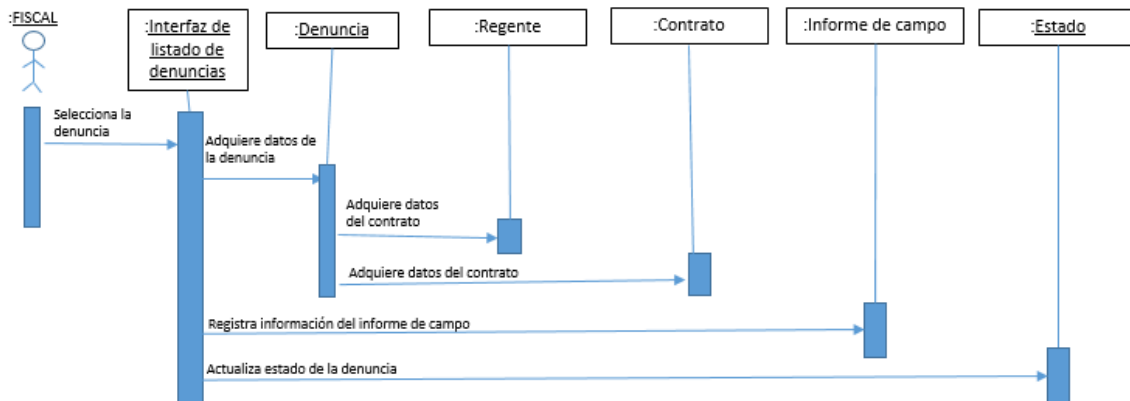 :FISCAL
:Interfaz de
listado de
denuncias
:Denuncia
:Regente
:Contrato
:Informe de campo
:Estado
Selecciona la
denuncia
Adquiere datos de
la denuncia
Adquiere datos
del contrato
Adquiere datos del contrato
Registra información del informe de campo
Actualiza estado de la denuncia